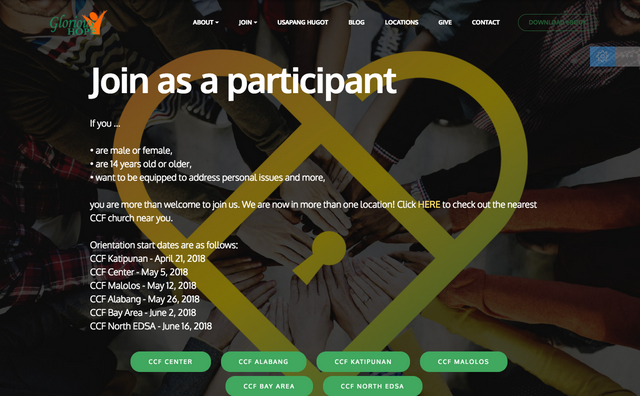 Glorious
HOPE
ABOUT
JOIN
USAPANG HUGOT
BLOG
LOCATIONS
GIVE
CONTACT
Join as a participant
If you ...
• are male or female,
• are 14 years old or older,
• want to be equipped to address personal issues and more,
you are more than welcome to join us. We are now in more than one location! Click HERE to check out the nearest
CCF church near you.
Orientation start dates are as follows:
CCF Katipunan - April 21, 2018
CCF Center - May 5, 2018
CCF Malolos - May 12, 2018
CCF Alabang - May 26, 2018
CCF Bay Area - June 2, 2018
CCF North EDSA - June 16, 2018
CCF CENTER
CCF ALABANG
CCF KATIPUNAN
CCF MALOLOS
CCF BAY AREA
CCF NORTH EDSA